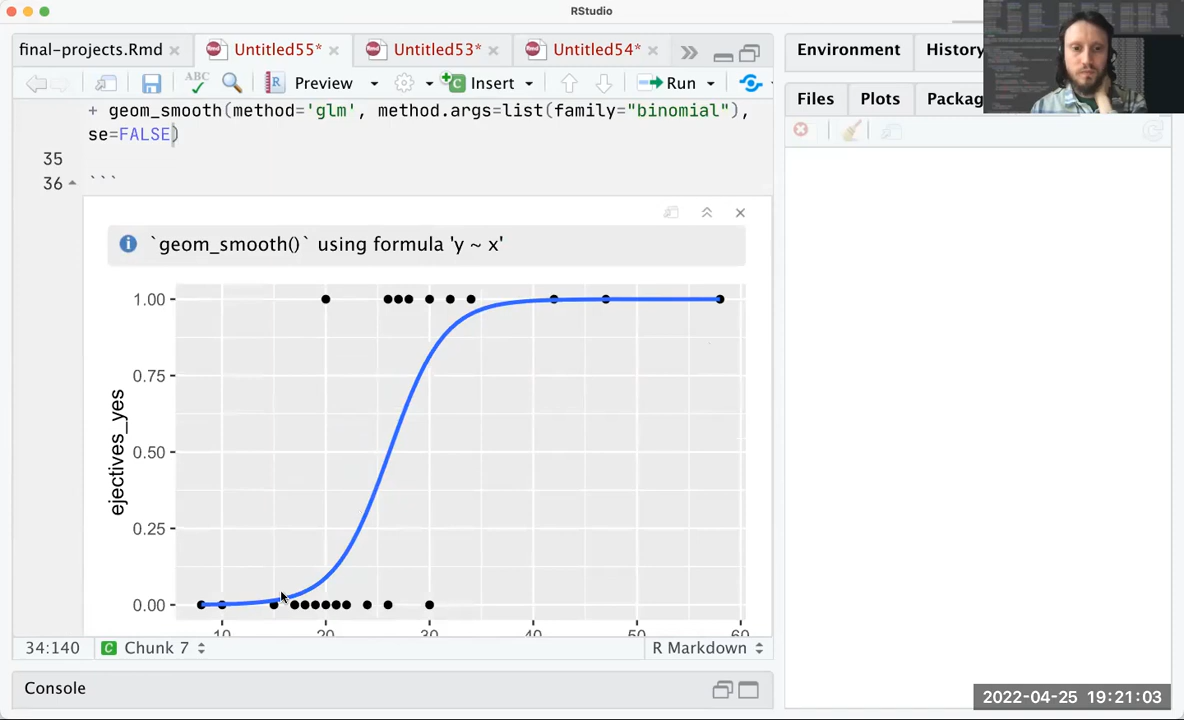 RStudio
final-projects.Rmd
Untitled55*
Untitled53*
Untitled54*
Environment
History
ABC
Preview
Insert
Run
Files
Plots
Packag
+ geom_smooth(method='glm', method.args=list(family="binomial"),
se=FALSE)
35
36
```
`geom_smooth()` using formula 'y ~ x'
1.00
0.75
0.50
0.25
0.00
ejectives_yes
10
20
30
40
50
60
34:140
C Chunk 7
R Markdown
Console
2022-04-25 19:21:03